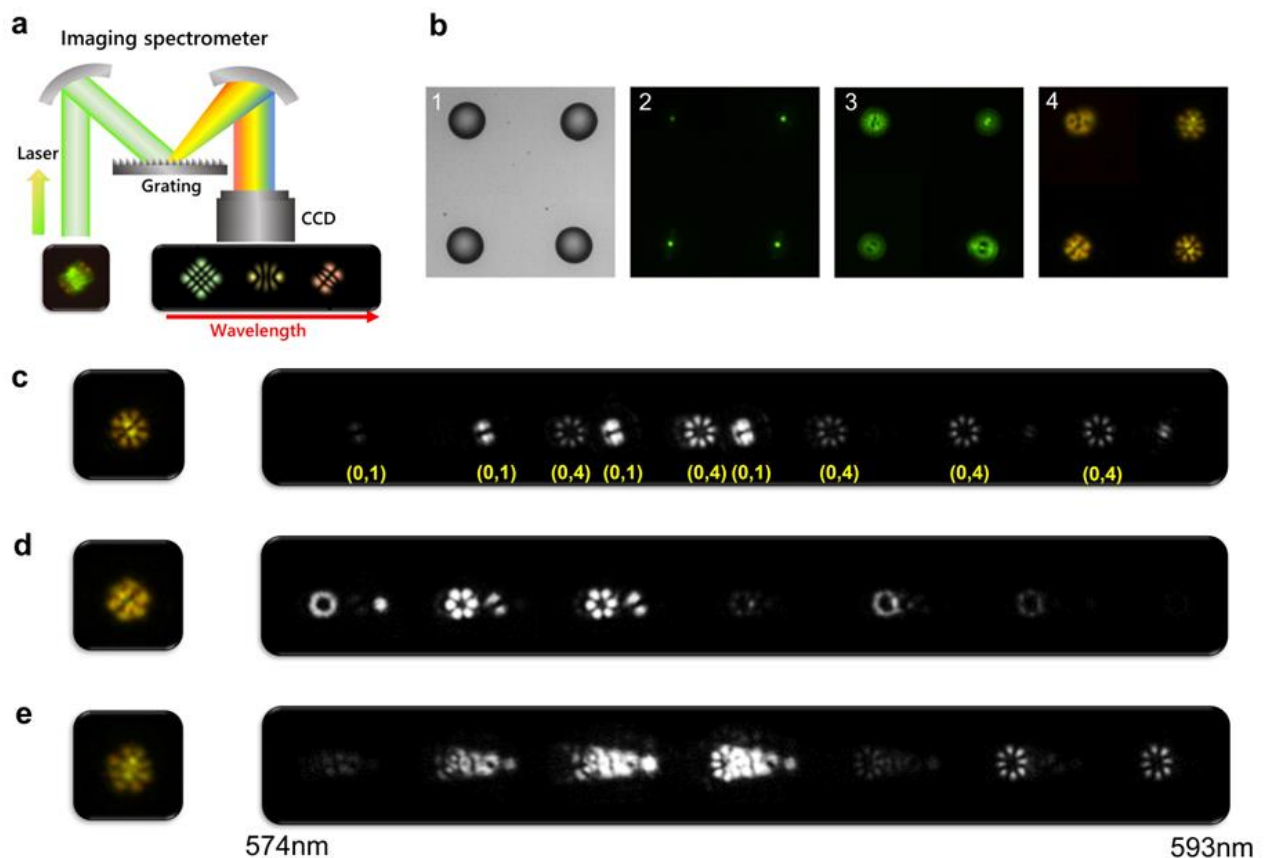 a
Imaging spectrometer
Laser
Grating
CCD
Wavelength
b
1
2
3
4
c
(0,1) (0,1) (0,4) (0,1) (0,4) (0,1) (0,4) (0,4) (0,4)
d
e
574nm 593nm